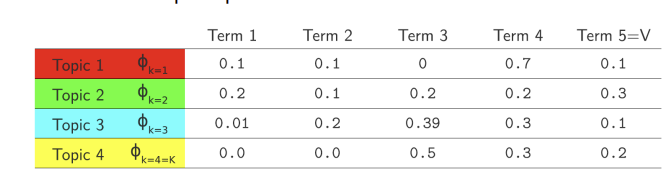 Term 1 Term 2 Term 3 Term 4 Term 5=V
Topic 1 ϕk=1 0.1 0.1 0 0.7 0.1
Topic 2 ϕk=2 0.2 0.1 0.2 0.2 0.3
Topic 3 ϕk=3 0.01 0.2 0.39 0.3 0.1
Topic 4 ϕk=4=K 0.0 0.0 0.5 0.3 0.2